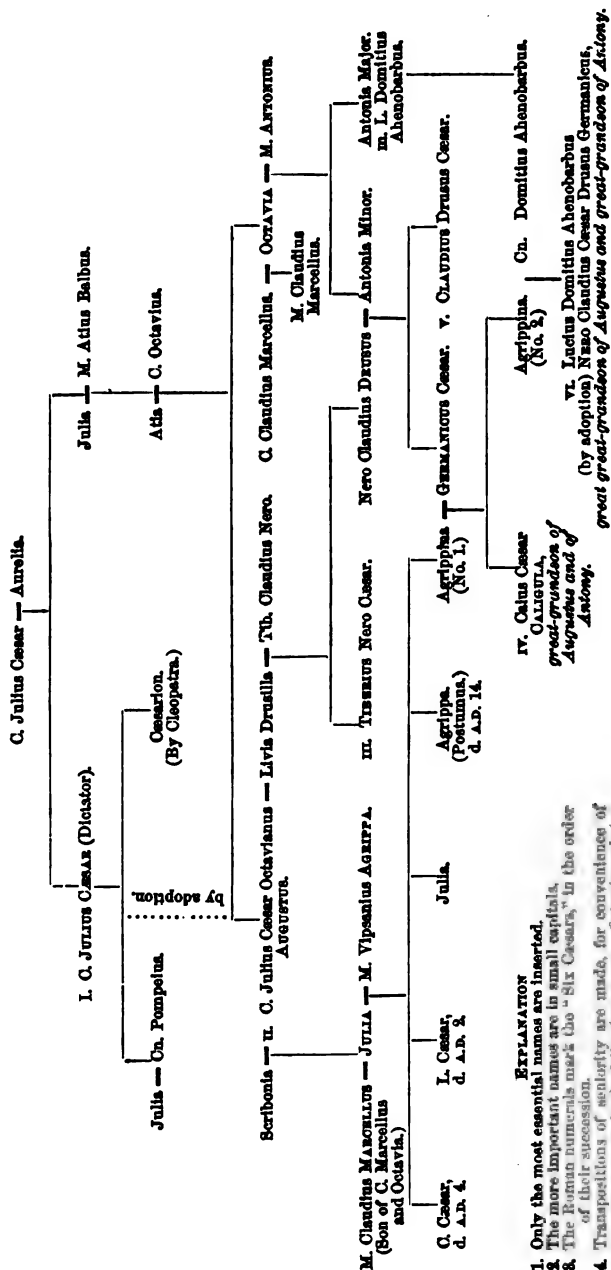 C. Julius Cæsar — Aurelia.
I. C. JULIUS CÆSAR (Dictator).
Julia — M. Atius Balbus.
Julia — Cn. Pompeius.
Cæsarion.
(By Cleopatra.)
Atia — C. Octavius.
by adoption.
Scribonia — II. C. Julius Cæsar Octavianus — Livia Drusilla — Tib. Claudius Nero.
AUGUSTUS.
C. Claudius Marcellus. — OCTAVIA — M. ANTONIUS.
M. Claudius
Marcellus.
M. Claudius MARCELLUS — JULIA — M. Vipsanius AGRIPPA.
(Son of C. Marcellus
and Octavia.)
III. TIBERIUS Nero Cæsar.
Nero Claudius DRUSUS — Antonia Minor.
Antonia Major.
m. L. Domitius
Ahenobarbus.
C. Cæsar,
d. A.D. 4.
L. Cæsar,
d. A.D. 2.
Julia.
Agrippa
(Postumus.)
d. A.D. 14.
Agrippina — GERMANICUS Cæsar.
(No. 1.)
V. CLAUDIUS Drusus Cæsar.
IV. Caius Cæsar
CALIGULA,
great-grandson of
Augustus and of
Antony.
Agrippina.
(No. 2.)
Cn. Domitius Ahenobarbus.
VI. Lucius Domitius Ahenobarbus
(by adoption) NERO Claudius Cæsar Drusus Germanicus,
great great-grandson of Augustus and great-grandson of Antony.
EXPLANATION
1. Only the most essential names are inserted.
2. The more important names are in small capitals.
3. The Roman numerals mark the "Six Cæsars," in the order
of their succession.
4. Transpositions of seniority are made, for convenience of